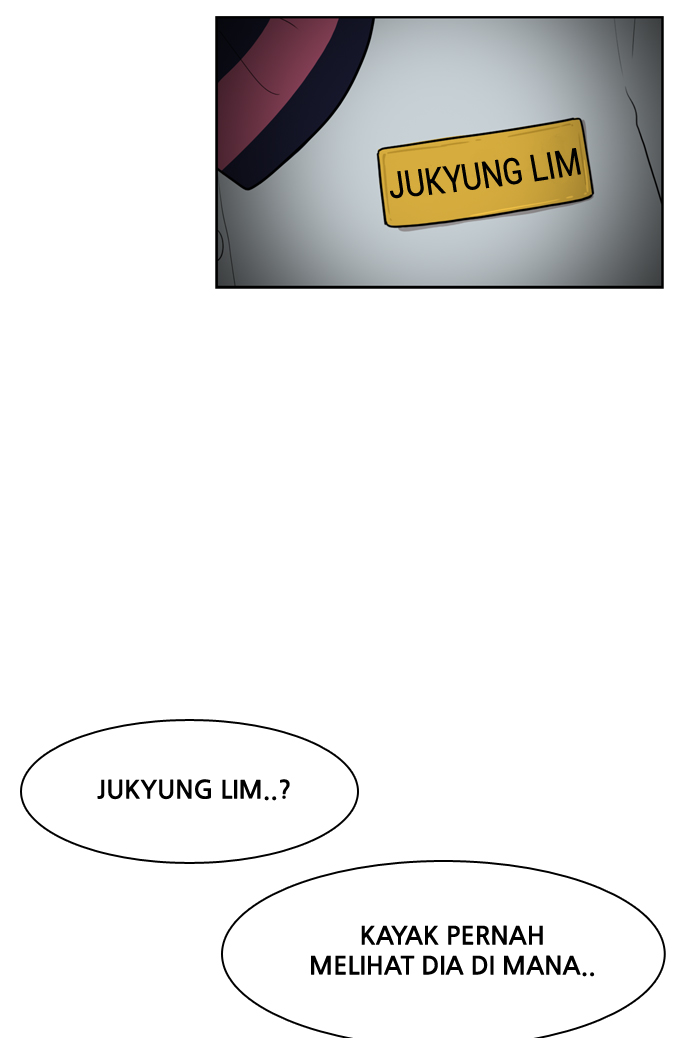 JUKYUNG LIM
JUKYUNG LIM..?
KAYAK PERNAH
MELIHAT DIA DI MANA..